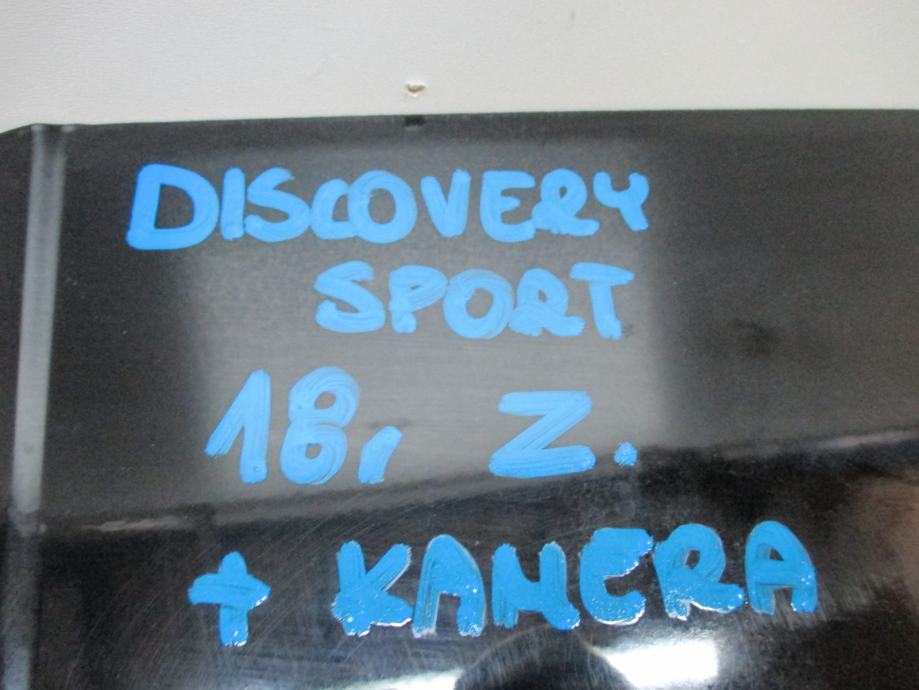 DISCOVERY
SPORT
18, Z.
+ KAMERA